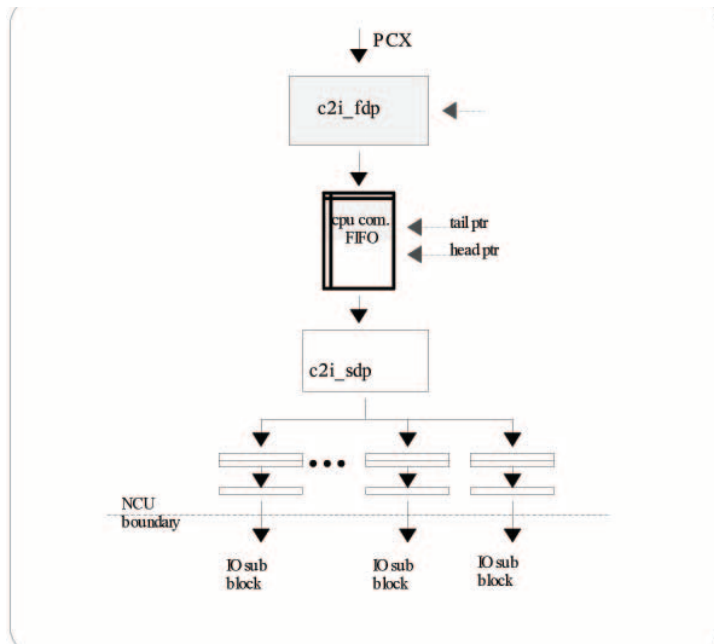 PCX
c2i_fdp
cpu com.
FIFO
tail ptr
head ptr
c2i_sdp
NCU
boundary
IO sub
block
IO sub
block
IO sub
block